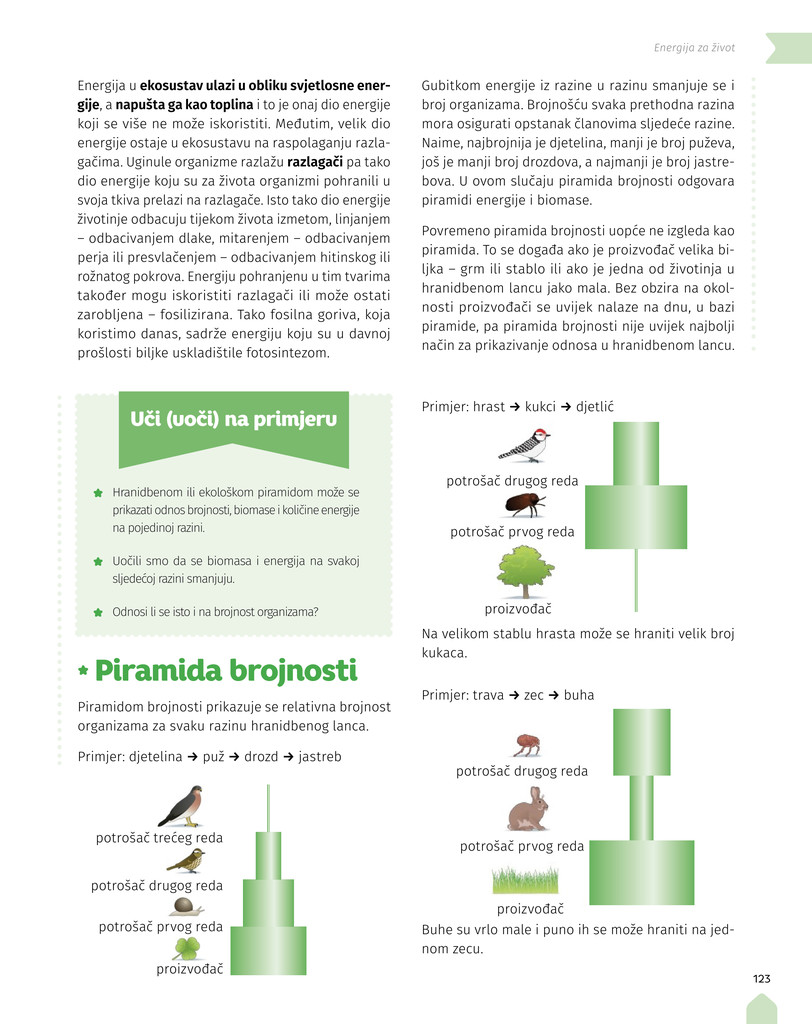 Energija za život
Energija u ekosustav ulazi u obliku svjetlosne ener-
gije, a napušta ga kao toplina i to je onaj dio energije
koji se više ne može iskoristiti. Međutim, velik dio
energije ostaje u ekosustavu na raspolaganju razla-
gačima. Uginule organizme razlažu razlagači pa tako
dio energije koju su za života organizmi pohranili u
svoja tkiva prelazi na razlagače. Isto tako dio energije
životinje odbacuju tijekom života izmetom, linjanjem
– odbacivanjem dlake, mitarenjem – odbacivanjem
perja ili presvlačenjem – odbacivanjem hitinskog ili
rožnatog pokrova. Energiju pohranjenu u tim tvarima
također mogu iskoristiti razlagači ili može ostati
zarobljena – fosilizirana. Tako fosilna goriva, koja
koristimo danas, sadrže energiju koju su u davnoj
prošlosti biljke uskladištile fotosintezom.
Uči (uoči) na primjeru
Hranidbenom ili ekološkom piramidom može se
prikazati odnos brojnosti, biomase i količine energije
na pojedinoj razini.
Uočili smo da se biomasa i energija na svakoj
sljedećoj razini smanjuju.
Odnosi li se isto i na brojnost organizama?
Piramida brojnosti
Piramidom brojnosti prikazuje se relativna brojnost
organizama za svaku razinu hranidbenog lanca.
Primjer: djetelina → puž → drozd → jastreb
potrošač trećeg reda
potrošač drugog reda
potrošač prvog reda
proizvođač
Gubitkom energije iz razine u razinu smanjuje se i
broj organizama. Brojnošću svaka prethodna razina
mora osigurati opstanak članovima sljedeće razine.
Naime, najbrojnija je djetelina, manji je broj puževa,
još je manji broj drozdova, a najmanji je broj jastre-
bova. U ovom slučaju piramida brojnosti odgovara
piramidi energije i biomase.
Povremeno piramida brojnosti uopće ne izgleda kao
piramida. To se događa ako je proizvođač velika bi-
ljka – grm ili stablo ili ako je jedna od životinja u
hranidbenom lancu jako mala. Bez obzira na okol-
nosti proizvođači se uvijek nalaze na dnu, u bazi
piramide, pa piramida brojnosti nije uvijek najbolji
način za prikazivanje odnosa u hranidbenom lancu.
Primjer: hrast → kukci → djetlić
potrošač drugog reda
potrošač prvog reda
proizvođač
Na velikom stablu hrasta može se hraniti velik broj
kukaca.
Primjer: trava → zec → buha
potrošač drugog reda
potrošač prvog reda
proizvođač
Buhe su vrlo male i puno ih se može hraniti na jed-
nom zecu.
123